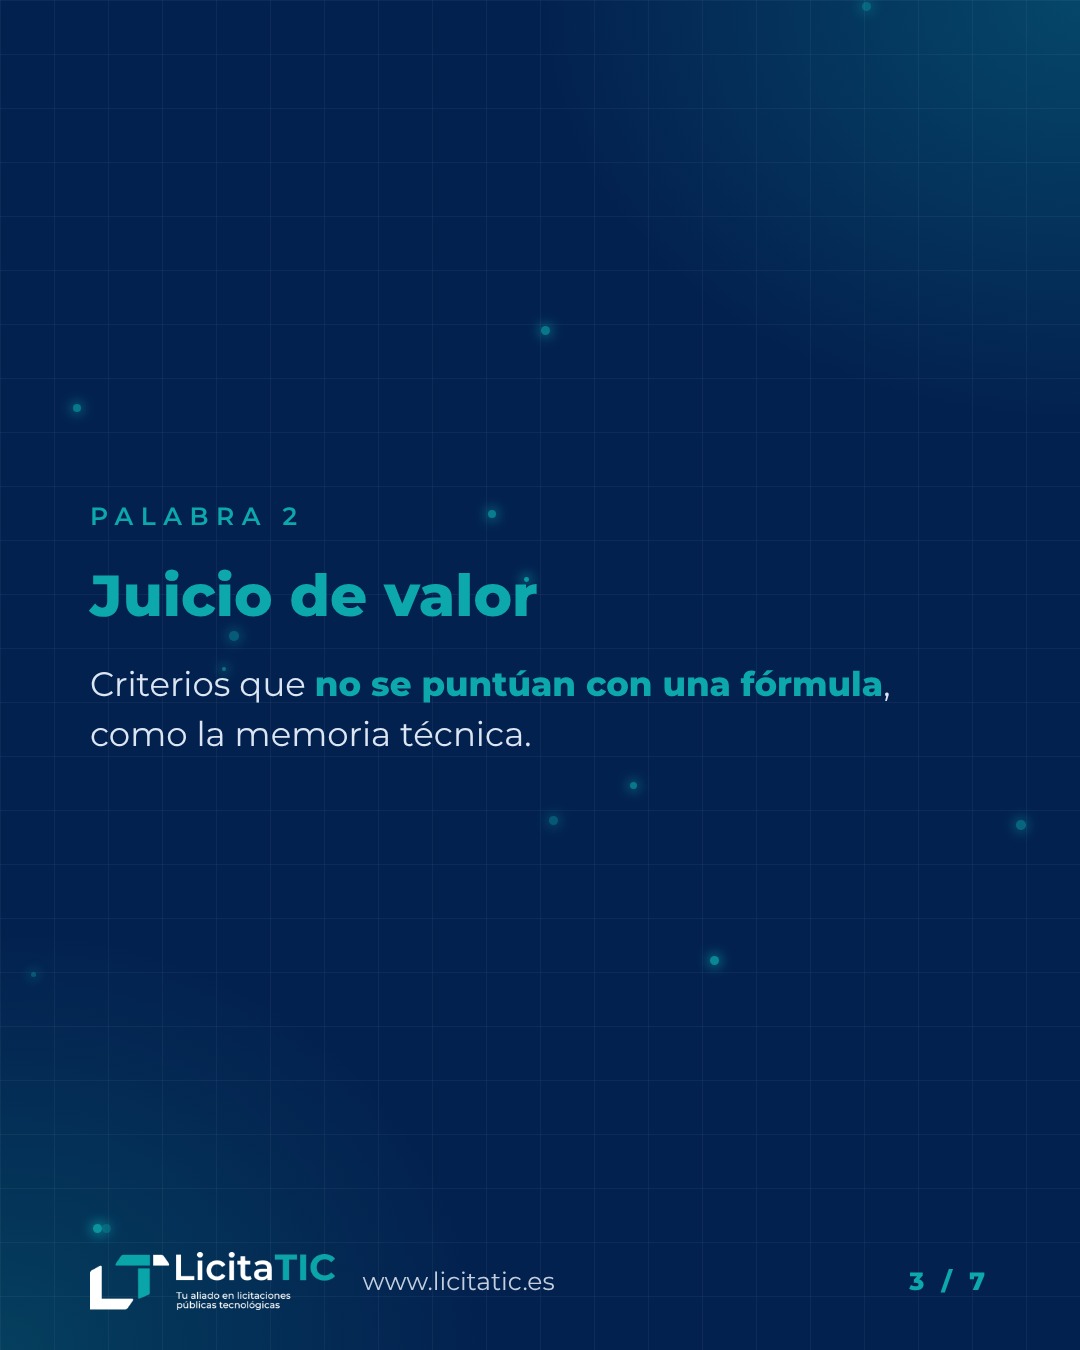 PALABRA 2
Juicio de valor
Criterios que no se puntúan con una fórmula,
como la memoria técnica.
LicitaTIC
Tu aliado en licitaciones
públicas tecnológicas
www.licitatic.es
3 / 7